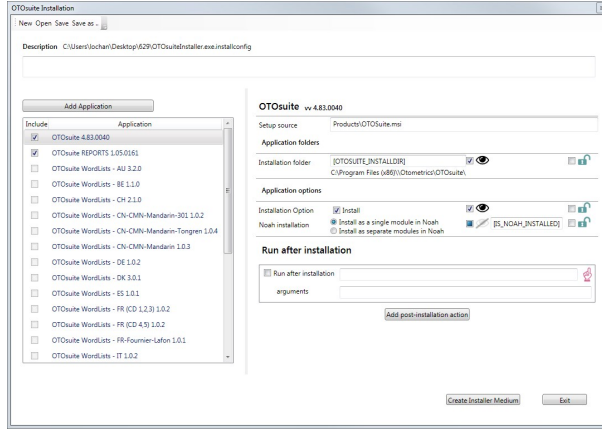 OTOsuite Installation
New Open Save Save as ..
Description C:\Users\lochan\Desktop\629\OTOsuiteInstaller.exe.installconfig
Add Application
Include Application
OTOsuite 4.83.0040
OTOsuite REPORTS 1.05.0161
OTOsuite WordLists - AU 3.2.0
OTOsuite WordLists - BE 1.1.0
OTOsuite WordLists - CH 2.1.0
OTOsuite WordLists - CN-CMN-Mandarin-301 1.0.2
OTOsuite WordLists - CN-CMN-Mandarin-Tongren 1.0.4
OTOsuite WordLists - CN-CMN-Mandarin 1.0.3
OTOsuite WordLists - DE 1.0.2
OTOsuite WordLists - DK 3.0.1
OTOsuite WordLists - ES 1.0.1
OTOsuite WordLists - FR (CD 1,2,3) 1.0.2
OTOsuite WordLists - FR (CD 4,5) 1.0.2
OTOsuite WordLists - FR-Fournier-Lafon 1.0.1
OTOsuite WordLists - IT 1.0.2
OTOsuite vv 4.83.0040
Setup source Products\OTOSuite.msi
Application folders
Installation folder [OTOSUITE_INSTALLDIR]
C:\Program Files (x86)\\Otometrics\OTOsuite\
Application options
Installation Option Install
Noah installation Install as a single module in Noah [IS_NOAH_INSTALLED]
Install as separate modules in Noah
Run after installation
Run after installation
arguments
Add post-installation action
Create Installer Medium Exit